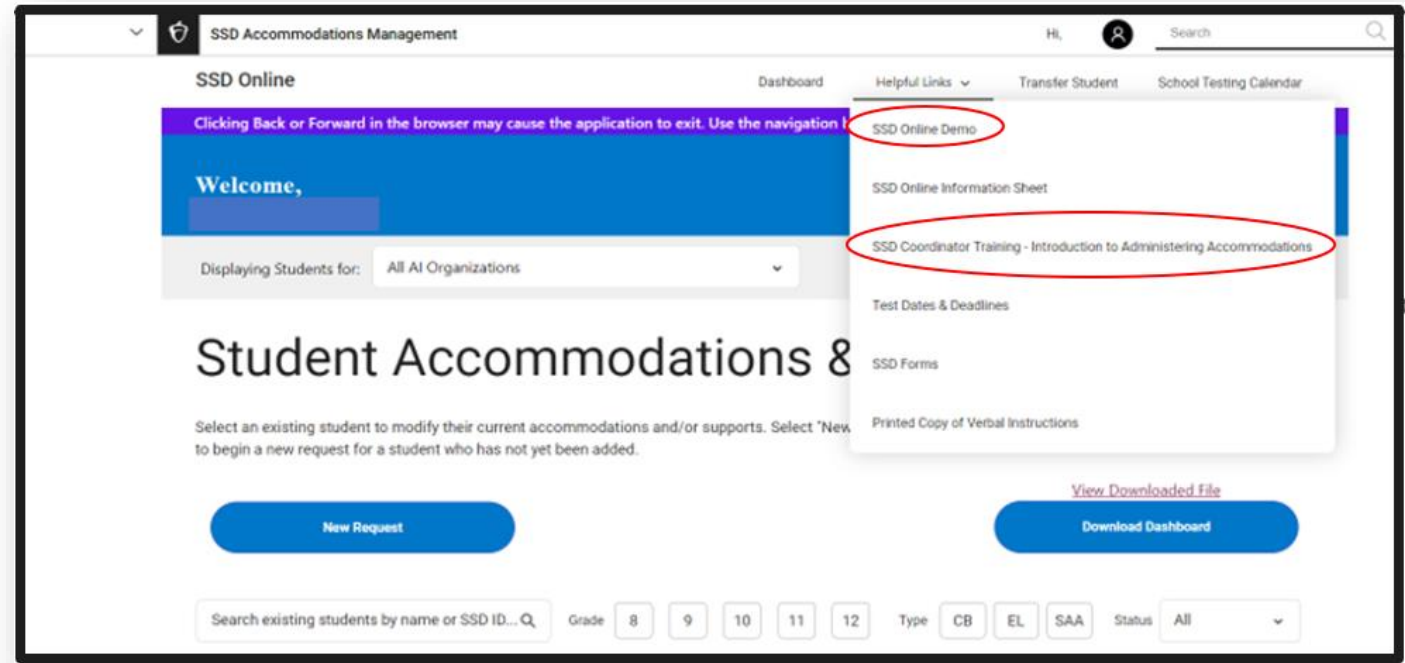 SSD Accommodations Management
Hi,
Search
SSD Online
Dashboard
Helpful Links
Transfer Student
School Testing Calendar
Clicking Back or Forward in the browser may cause the application to exit. Use the navigation
SSD Online Demo
SSD Online Information Sheet
SSD Coordinator Training - Introduction to Administering Accommodations
Test Dates & Deadlines
SSD Forms
Printed Copy of Verbal Instructions
Welcome,
Displaying Students for:
All AI Organizations
Student Accommodations &
Select an existing student to modify their current accommodations and/or supports. Select "New
to begin a new request for a student who has not yet been added.
View Downloaded File
New Request
Download Dashboard
Search existing students by name or SSD ID...
Grade
8
9
10
11
12
Type
CB
EL
SAA
Status
All